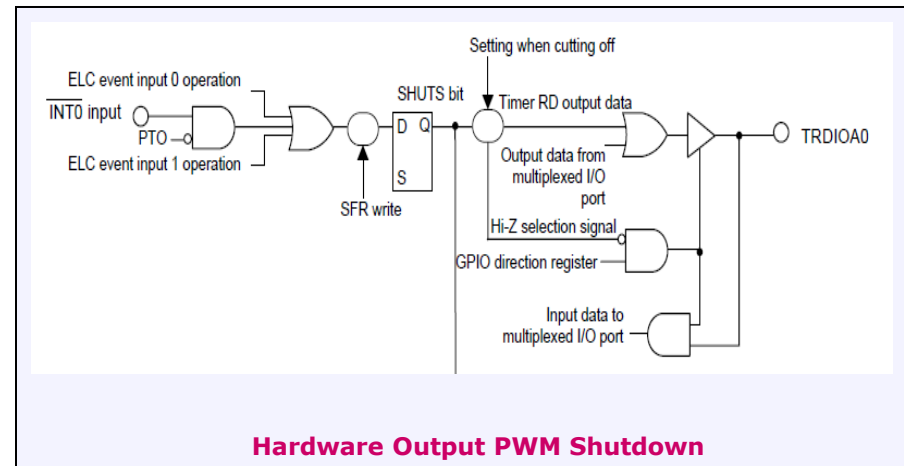 Setting when cutting off
ELC event input 0 operation
INT0 input
PTO
ELC event input 1 operation
SHUTS bit
D Q
S
SFR write
Timer RD output data
Output data from
multiplexed I/O
port
TRDIOA0
Hi-Z selection signal
GPIO direction register
Input data to
multiplexed I/O port
Hardware Output PWM Shutdown